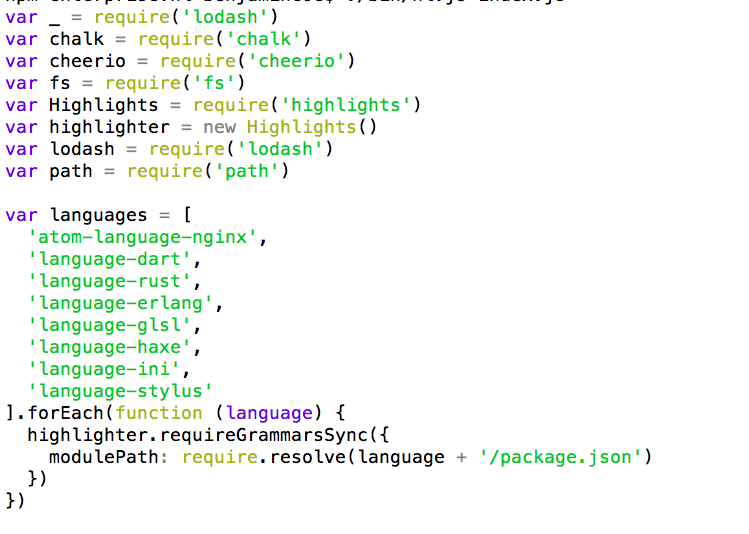 var _ = require('lodash')
var chalk = require('chalk')
var cheerio = require('cheerio')
var fs = require('fs')
var Highlights = require('highlights')
var highlighter = new Highlights()
var lodash = require('lodash')
var path = require('path')

var languages = [
  'atom-language-nginx',
  'language-dart',
  'language-rust',
  'language-erlang',
  'language-glsl',
  'language-haxe',
  'language-ini',
  'language-stylus'
].forEach(function (language) {
  highlighter.requireGrammarsSync({
    modulePath: require.resolve(language + '/package.json')
  })
})